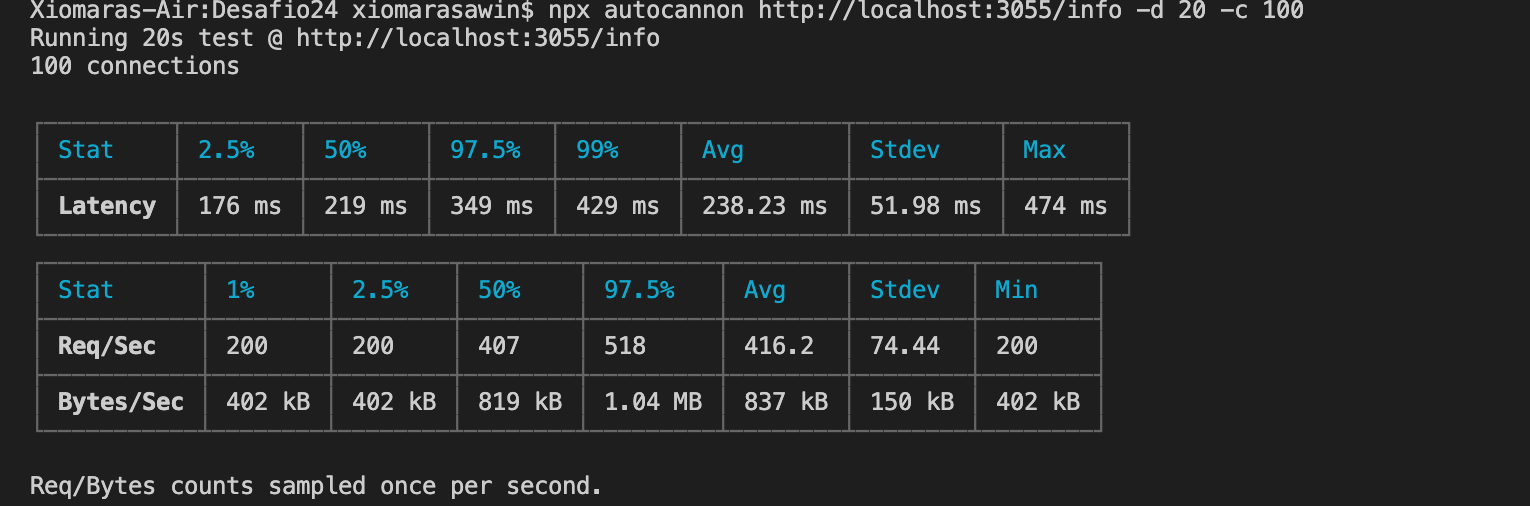 Xiomaras-Air:Desafio24 xiomarasawin$ npx autocannon http://localhost:3055/info -d 20 -c 100
Running 20s test @ http://localhost:3055/info
100 connections
Stat 2.5% 50% 97.5% 99% Avg Stdev Max
Latency 176 ms 219 ms 349 ms 429 ms 238.23 ms 51.98 ms 474 ms
Stat 1% 2.5% 50% 97.5% Avg Stdev Min
Req/Sec 200 200 407 518 416.2 74.44 200
Bytes/Sec 402 kB 402 kB 819 kB 1.04 MB 837 kB 150 kB 402 kB
Req/Bytes counts sampled once per second.